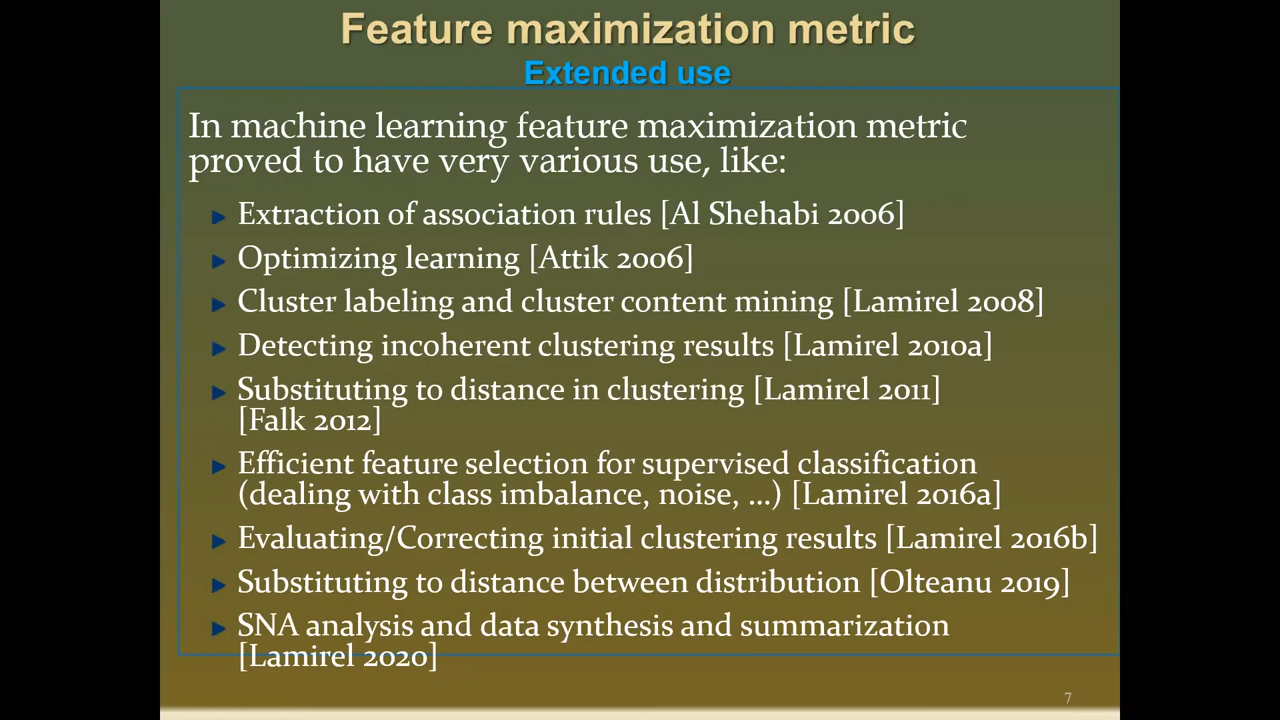 Feature maximization metric
Extended use
In machine learning feature maximization metric
proved to have very various use, like:
Extraction of association rules [Al Shehabi 2006]
Optimizing learning [Attik 2006]
Cluster labeling and cluster content mining [Lamirel 2008]
Detecting incoherent clustering results [Lamirel 2010a]
Substituting to distance in clustering [Lamirel 2011]
[Falk 2012]
Efficient feature selection for supervised classification
(dealing with class imbalance, noise, ...) [Lamirel 2016a]
Evaluating/Correcting initial clustering results [Lamirel 2016b]
Substituting to distance between distribution [Olteanu 2019]
SNA analysis and data synthesis and summarization
[Lamirel 2020]
7